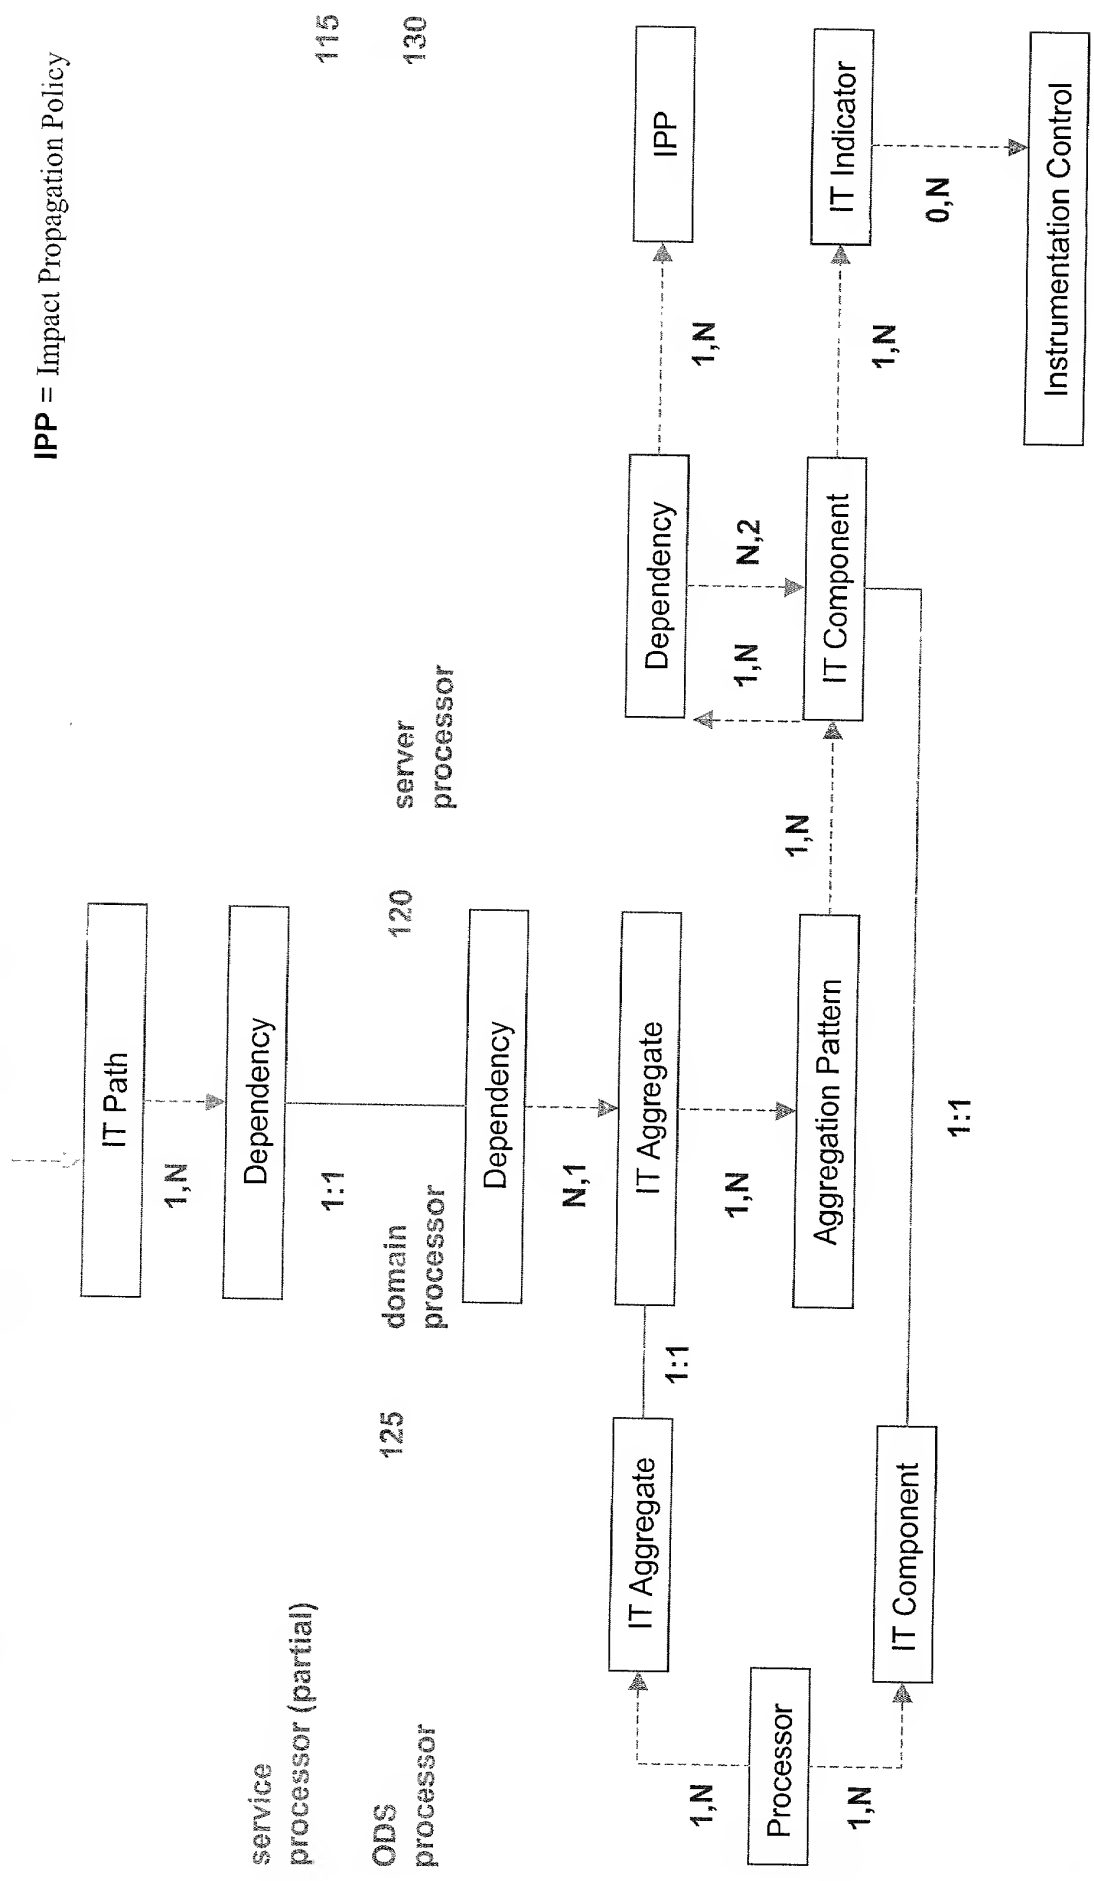 IPP = Impact Propagation Policy
IT Path
1,N
service
processor (partial)
Dependency
1:1
115
ODS
processor
125
domain
processor
120
server
processor
130
Dependency
N,1
IT Aggregate
1:1
IT Aggregate
Dependency
1,N
IPP
1,N
1,N
1,N
N,2
Processor
1,N
Aggregation Pattern
1,N
IT Component
1,N
IT Indicator
IT Component
1:1
0,N
Instrumentation Control